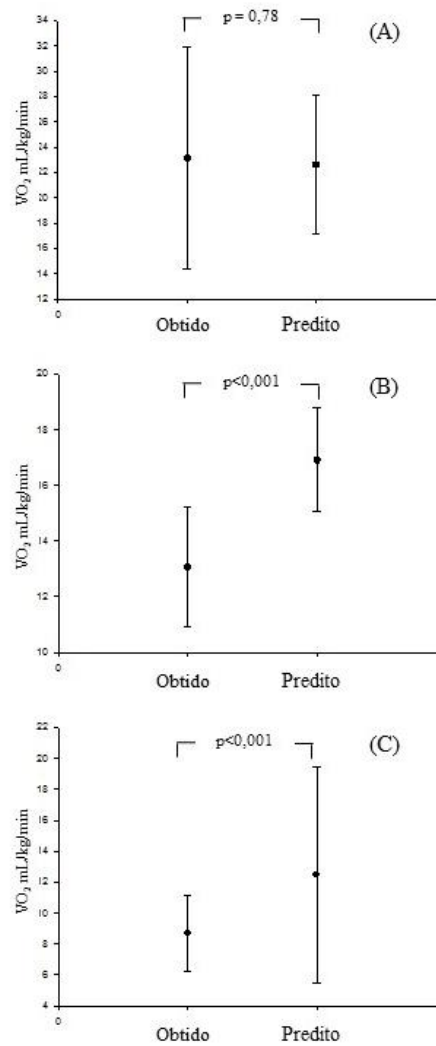 p = 0,78
(A)
34
32
30
28
26
24
22
20
18
16
14
12
VO₂ mL/kg/min
0
Obtido
Predito
p<0,001
(B)
20
18
16
14
12
10
VO₂ mL/kg/min
0
Obtido
Predito
p<0,001
(C)
22
20
18
16
14
12
10
8
6
4
VO₂ mL/kg/min
0
Obtido
Predito